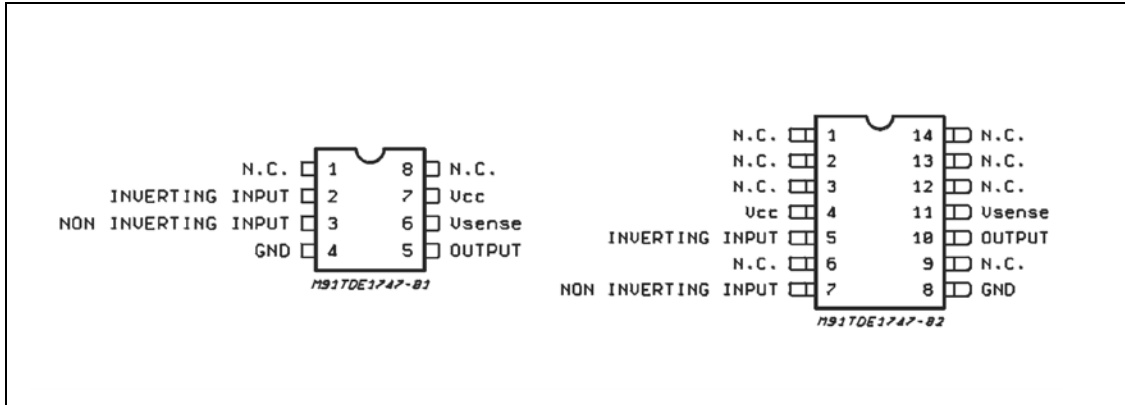 N.C. 1 8 N.C.
INVERTING INPUT 2 7 Vcc
NON INVERTING INPUT 3 6 Vsense
GND 4 5 OUTPUT
M91TDE1747-01
N.C. 1 14 N.C.
N.C. 2 13 N.C.
N.C. 3 12 N.C.
Vcc 4 11 Vsense
INVERTING INPUT 5 10 OUTPUT
N.C. 6 9 N.C.
NON INVERTING INPUT 7 8 GND
M91TDE1747-02